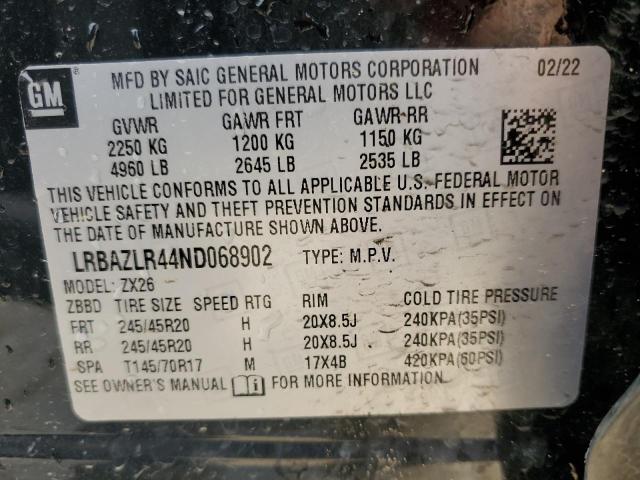 GM
MFD BY SAIC GENERAL MOTORS CORPORATION 02/22
LIMITED FOR GENERAL MOTORS LLC
GVWR GAWR FRT GAWR RR
2250 KG 1200 KG 1150 KG
4960 LB 2645 LB 2535 LB
THIS VEHICLE CONFORMS TO ALL APPLICABLE U.S. FEDERAL MOTOR
VEHICLE SAFETY AND THEFT PREVENTION STANDARDS IN EFFECT ON
THE DATE OF MANUFACTURE SHOWN ABOVE.
LRBAZLR44ND068902 TYPE: M.P.V.
MODEL: ZX26
ZBBD TIRE SIZE SPEED RTG RIM COLD TIRE PRESSURE
FRT 245/45R20 H 20X8.5J 240KPA(35PSI)
RR 245/45R20 H 20X8.5J 240KPA(35PSI)
SPA T145/70R17 M 17X4B 420KPA(60PSI)
SEE OWNER'S MANUAL FOR MORE INFORMATION.